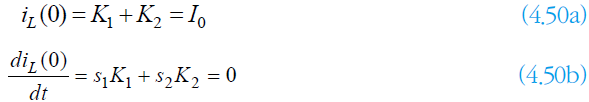 i_L(0) = K_1 + K_2 = I_0 (4.50a)
di_L(0)/dt = s_1K_1 + s_2K_2 = 0 (4.50b)